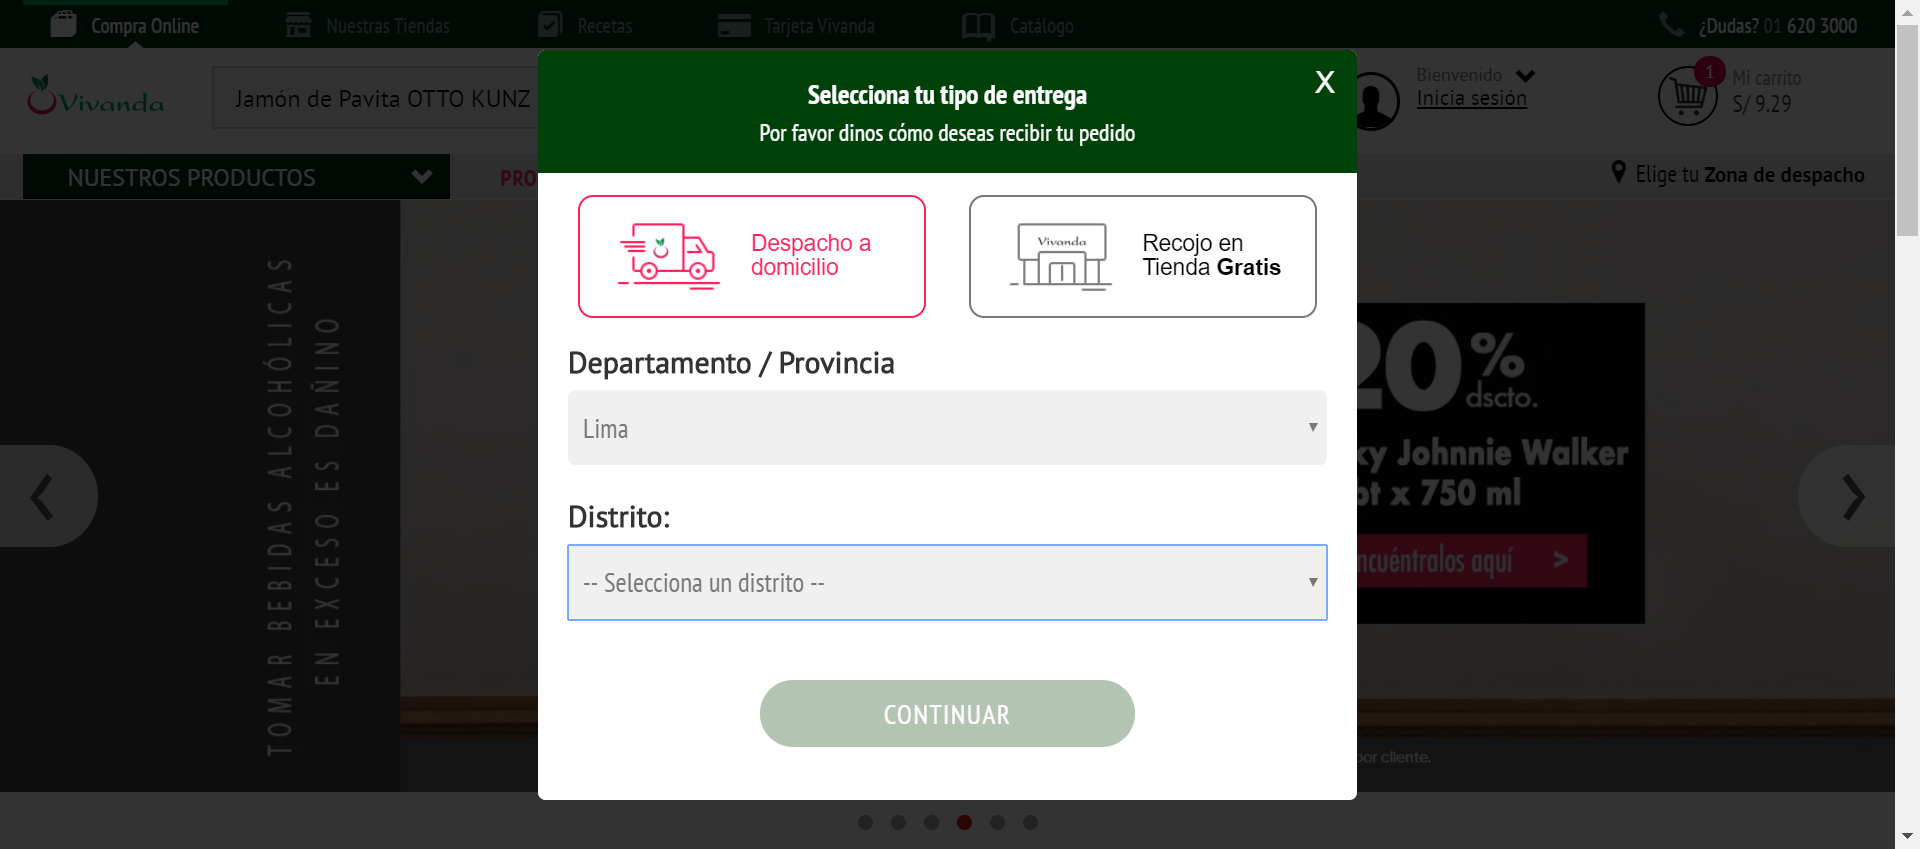 Compra Online
Nuestras Tiendas
Recetas
Tarjeta Vivanda
Catálogo
¿Dudas? 01 620 3000
Vivanda
Jamón de Pavita OTTO KUNZ
Bienvenido
Inicia sesión
1
Mi carrito
S/ 9.29
NUESTROS PRODUCTOS
PRO
Elige tu Zona de despacho
Selecciona tu tipo de entrega
X
Por favor dinos cómo deseas recibir tu pedido
Despacho a
domicilio
Vivanda
Recojo en
Tienda Gratis
Departamento / Provincia
Lima
Distrito:
-- Selecciona un distrito --
CONTINUAR
TOMAR BEBIDAS ALCOHÓLICAS
EN EXCESO ES DAÑINO
20%
dscto.
ky Johnnie Walker
ot x 750 ml
ncuéntralos aquí >
por cliente.